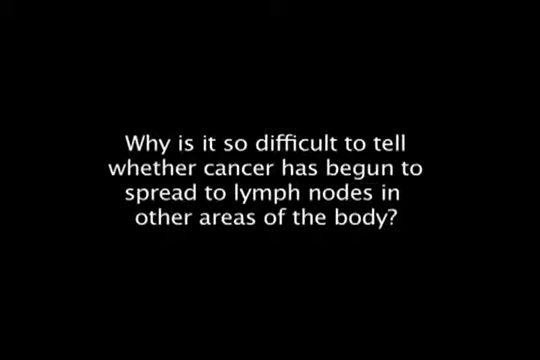 Why is it so difficult to tell
whether cancer has begun to
spread to lymph nodes in
other areas of the body?